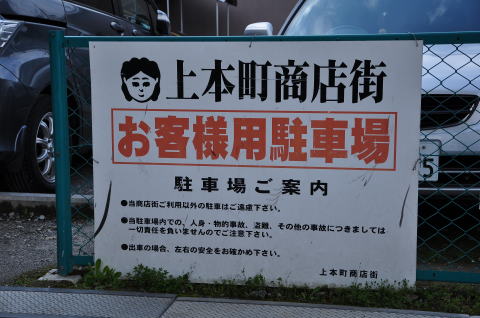 上本町商店街
お客様用駐車場
駐車場ご案内
●当商店街ご利用以外の駐車はご遠慮下さい。
●当駐車場内での、人身・物的事故、盗難、その他の事故につきましては
一切責任を負いませんのでご注意下さい。
●出車の場合、左右の安全をお確かめ下さい。
上本町商店街
5